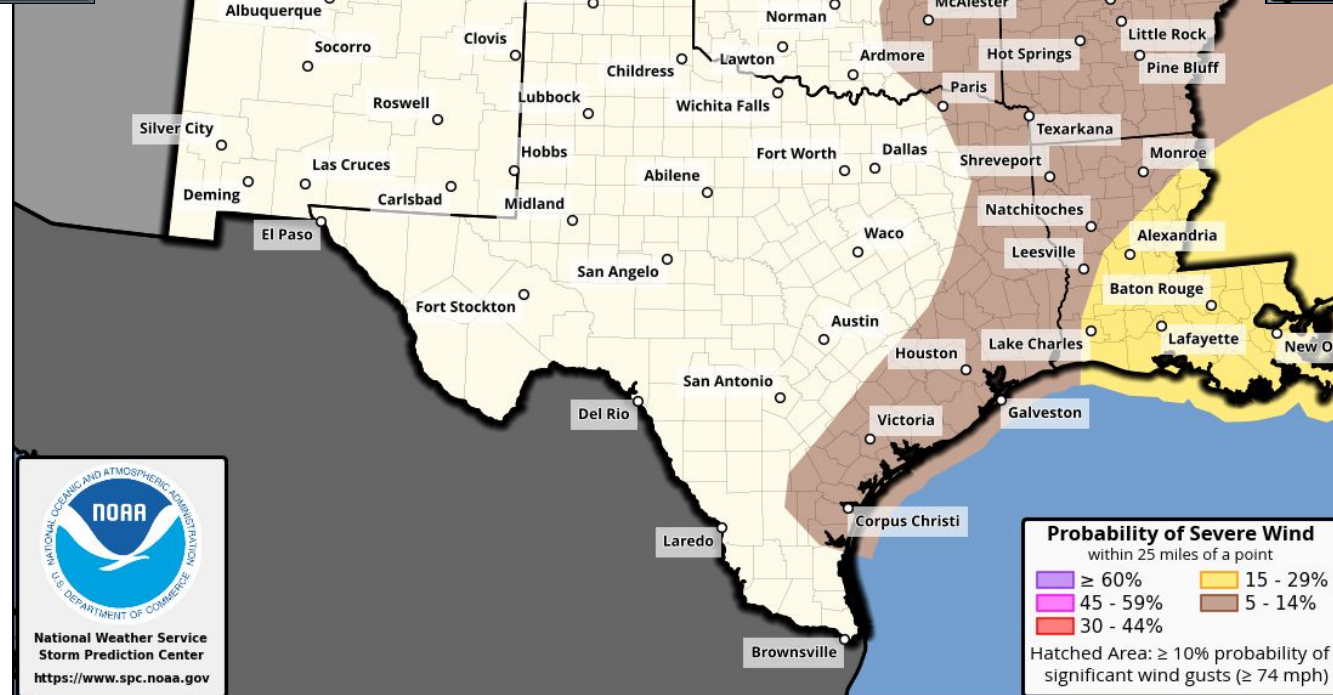 Albuquerque
Norman
McAlester
Little Rock
Socorro
Clovis
Childress
Lawton
Ardmore
Hot Springs
Pine Bluff
Roswell
Lubbock
Wichita Falls
Paris
Silver City
Texarkana
Las Cruces
Hobbs
Fort Worth
Dallas
Shreveport
Monroe
Deming
Carlsbad
Midland
Abilene
Natchitoches
El Paso
Waco
Alexandria
San Angelo
Leesville
Fort Stockton
Baton Rouge
Austin
Houston
Lake Charles
Lafayette
New O
San Antonio
Del Rio
Victoria
Galveston
Corpus Christi
Laredo
Brownsville
NATIONAL OCEANIC AND ATMOSPHERIC ADMINISTRATION
NOAA
U.S. DEPARTMENT OF COMMERCE
National Weather Service
Storm Prediction Center
https://www.spc.noaa.gov
Probability of Severe Wind
within 25 miles of a point
≥ 60% 15 - 29%
45 - 59% 5 - 14%
30 - 44%
Hatched Area: ≥ 10% probability of
significant wind gusts (≥ 74 mph)